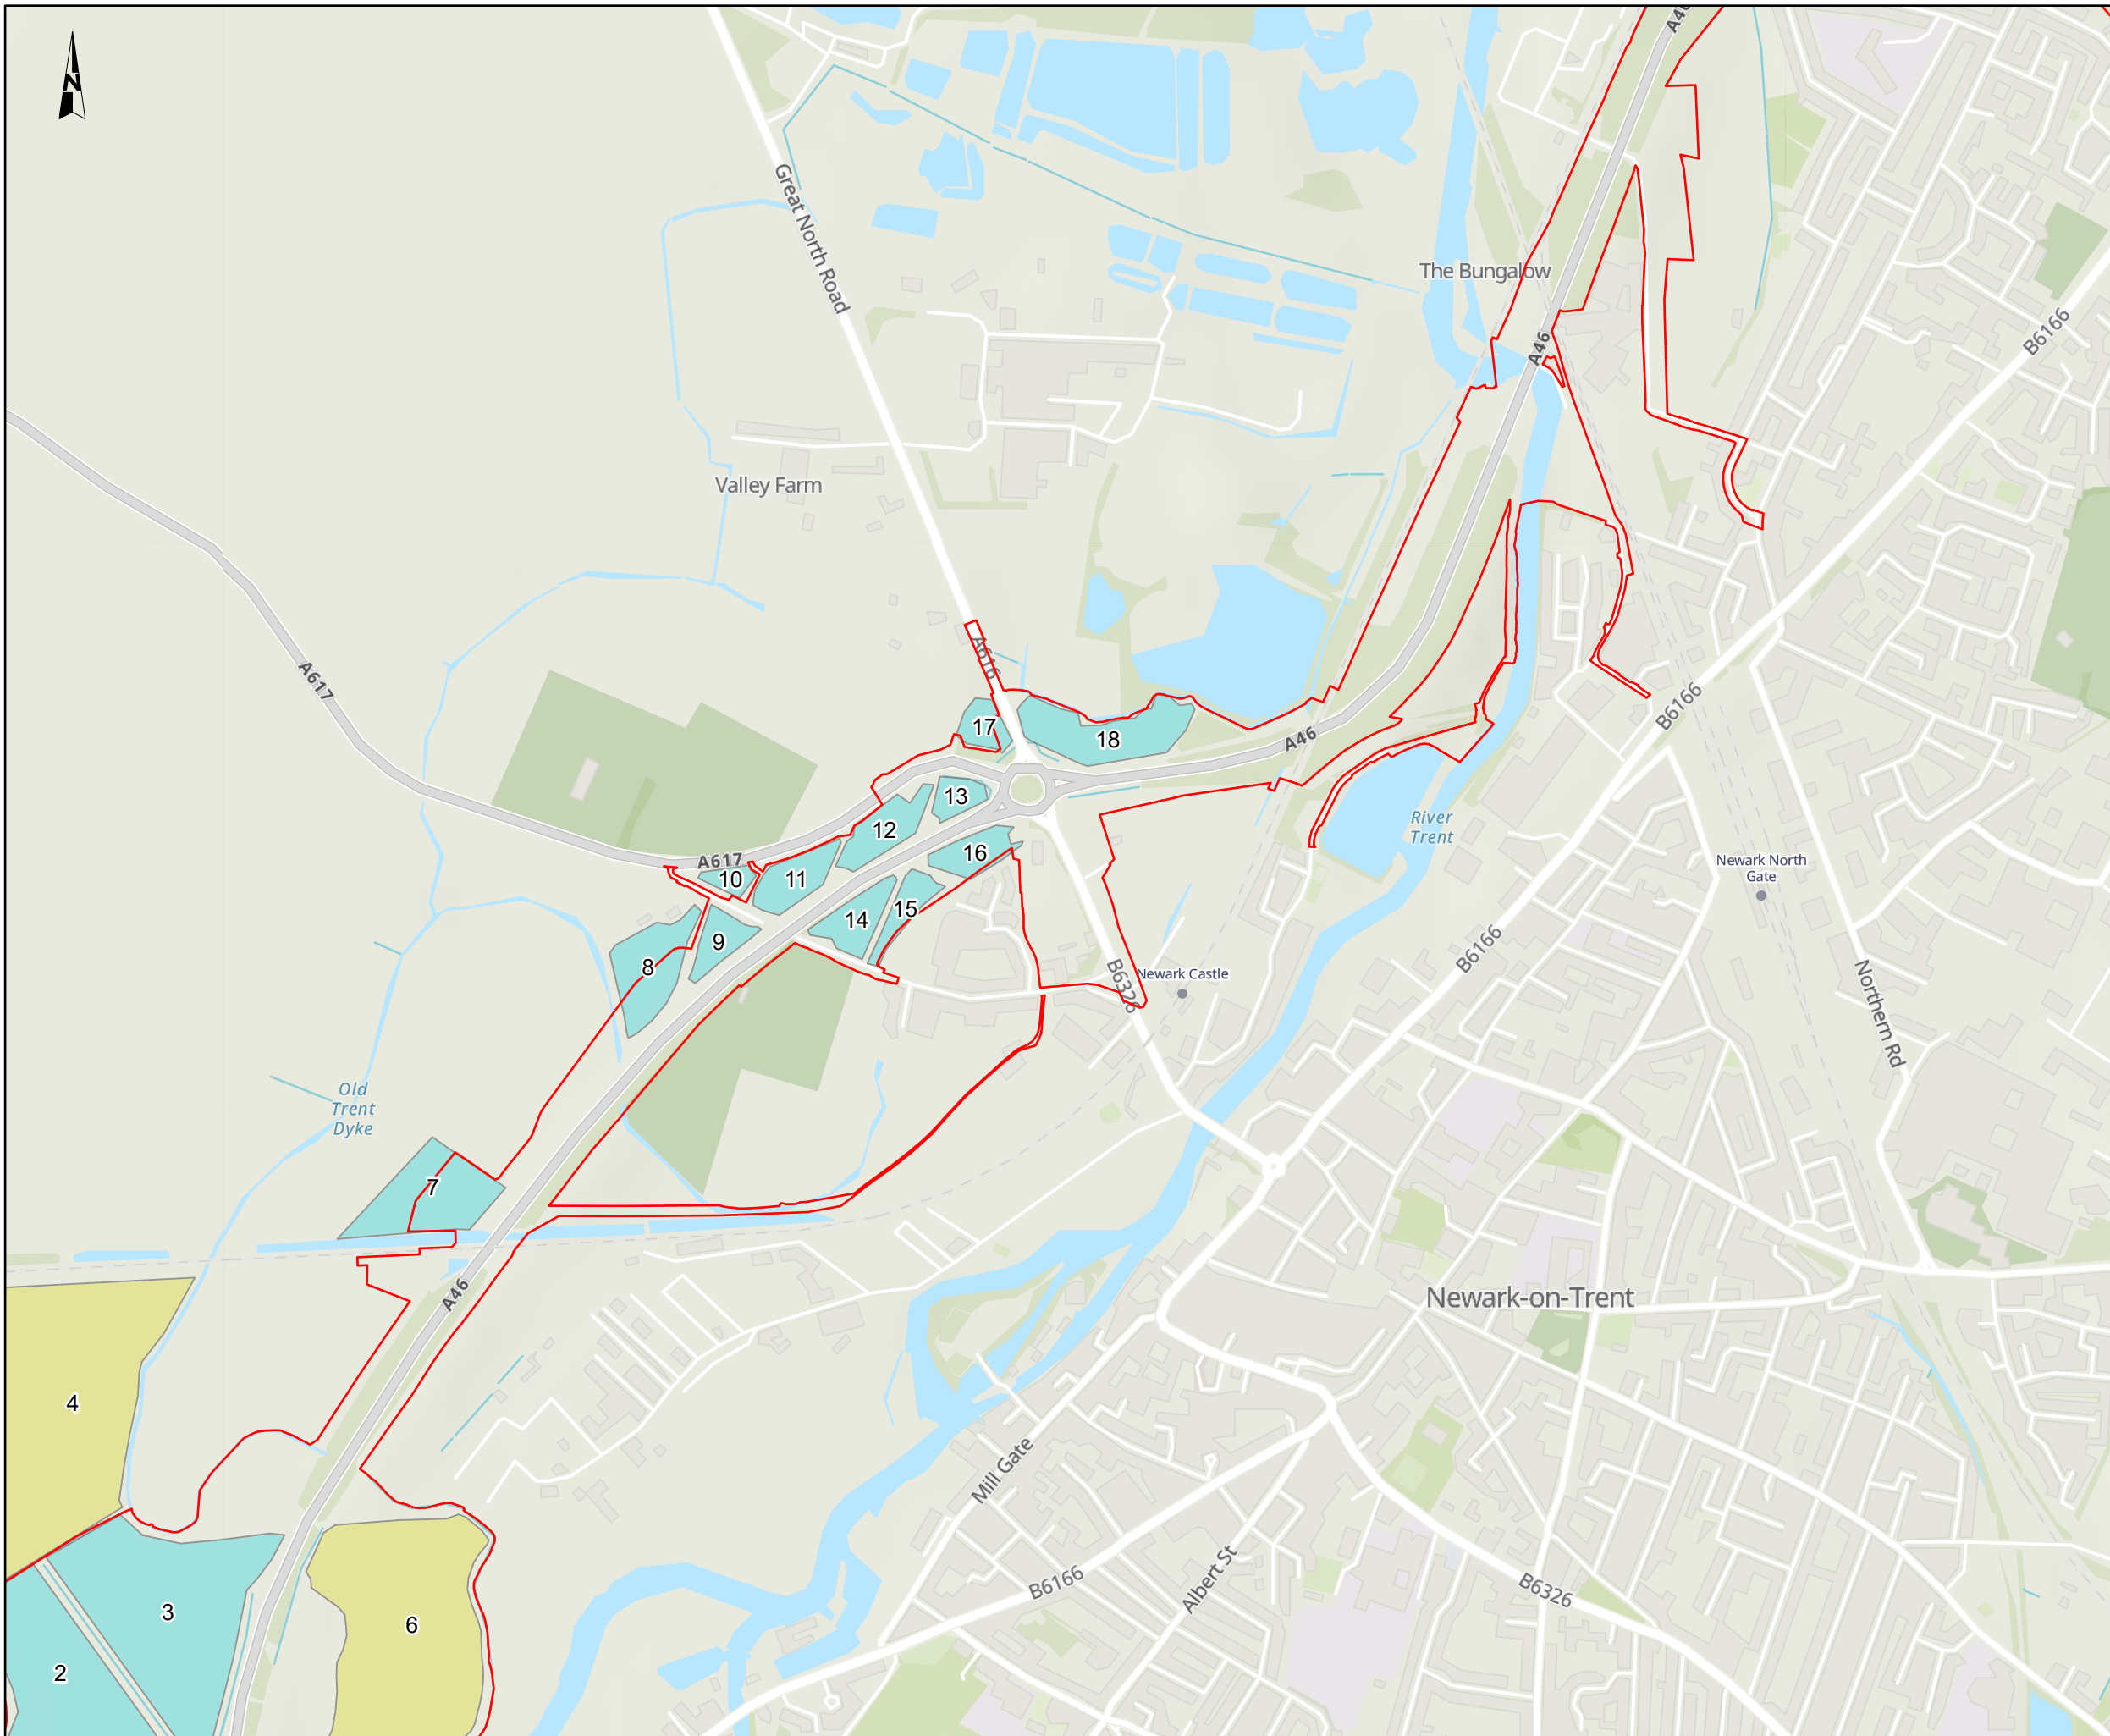 A46
N
Great North Road
The Bungalow
B6166
A46
Valley Farm
A616
A617
B6166
17
18
A46
13
River
Trent
12
16
A617
10
11
Newark North
Gate
15
14
9
B6166
8
B6326
Newark Castle
Northern Rd
Old
Trent
Dyke
7
A46
Newark-on-Trent
4
Mill Gate
Albert St
B6166
B6326
3
6
2